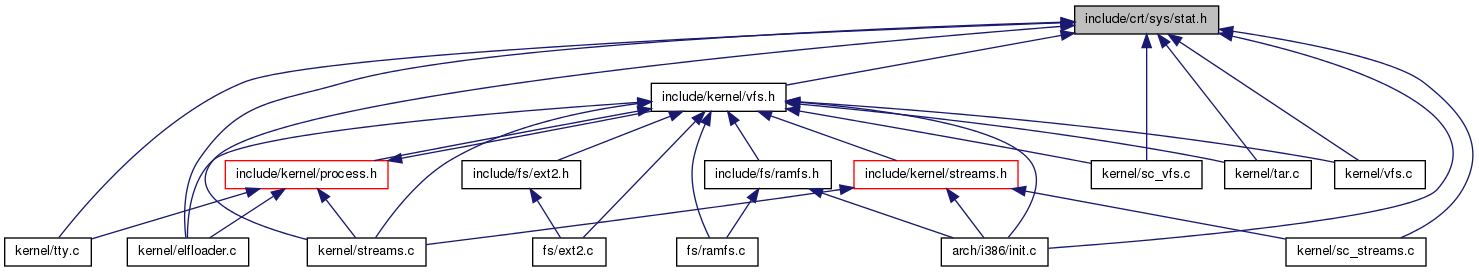 include/crt/sys/stat.h
include/kernel/vfs.h
include/kernel/process.h
include/fs/ext2.h
include/fs/ramfs.h
include/kernel/streams.h
kernel/sc_vfs.c
kernel/tar.c
kernel/vfs.c
kernel/tty.c
kernel/elfloader.c
kernel/streams.c
fs/ext2.c
fs/ramfs.c
arch/i386/init.c
kernel/sc_streams.c